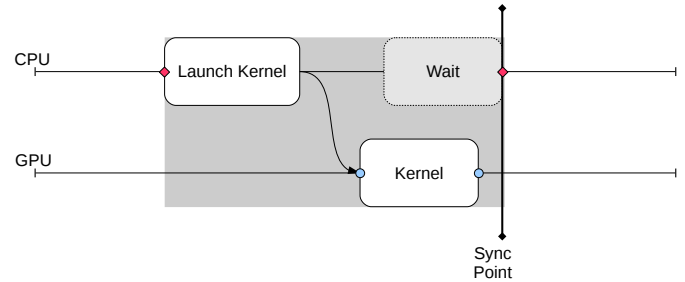 CPU
Launch Kernel
Wait
GPU
Kernel
Sync
Point